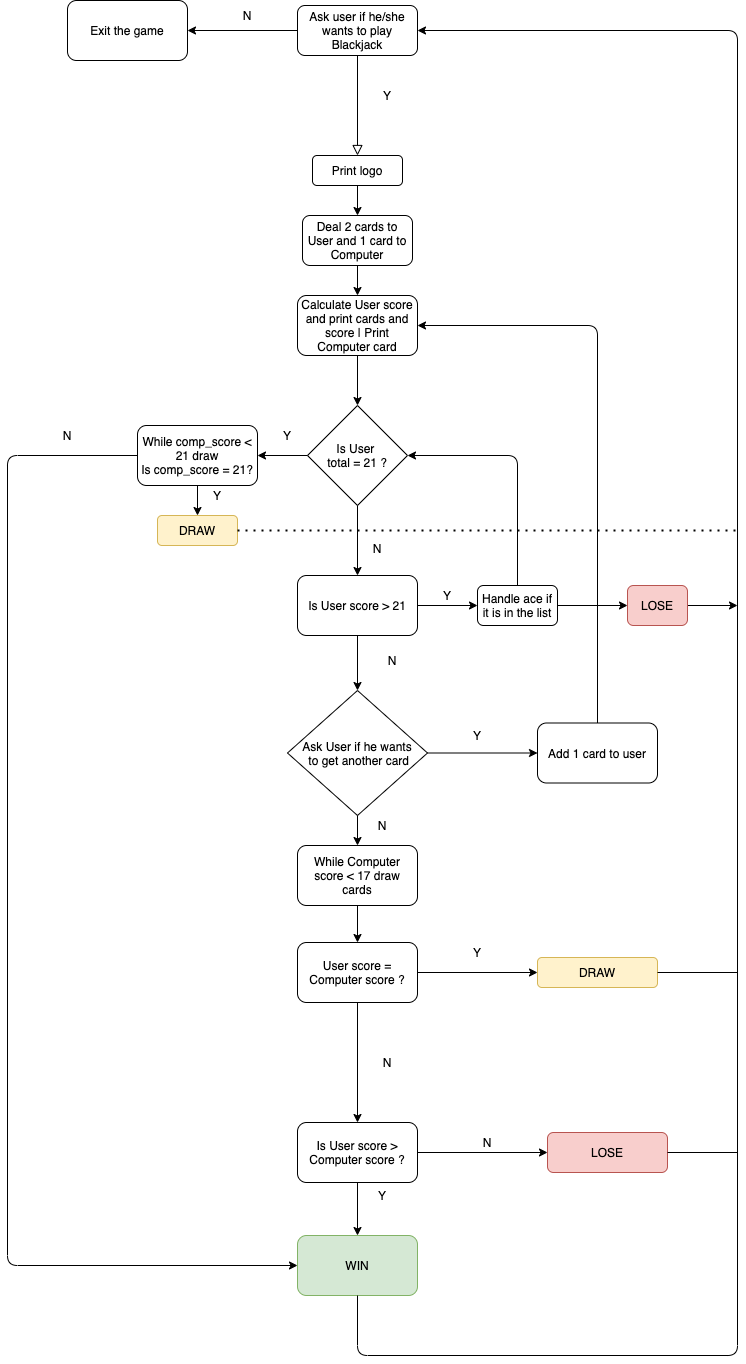 Exit the game
N
Ask user if he/she
wants to play
Blackjack
Y
Print logo
Deal 2 cards to
User and 1 card to
Computer
Calculate User score
and print cards and
score | Print
Computer card
N
While comp_score <
21 draw
Is comp_score = 21?
Y
Is User
total = 21 ?
Y
DRAW
N
Is User score > 21
Y
Handle ace if
it is in the list
LOSE
N
Ask User if he wants
to get another card
Y
Add 1 card to user
N
While Computer
score < 17 draw
cards
User score =
Computer score ?
Y
DRAW
N
Is User score >
Computer score ?
N
LOSE
Y
WIN